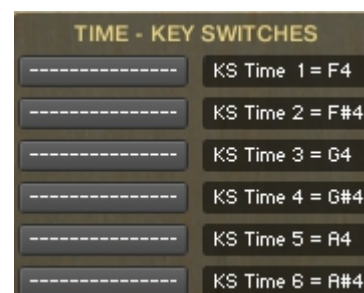 TIME - KEY SWITCHES
--------------- KS Time 1 = F4
--------------- KS Time 2 = F#4
--------------- KS Time 3 = G4
--------------- KS Time 4 = G#4
--------------- KS Time 5 = A4
--------------- KS Time 6 = A#4